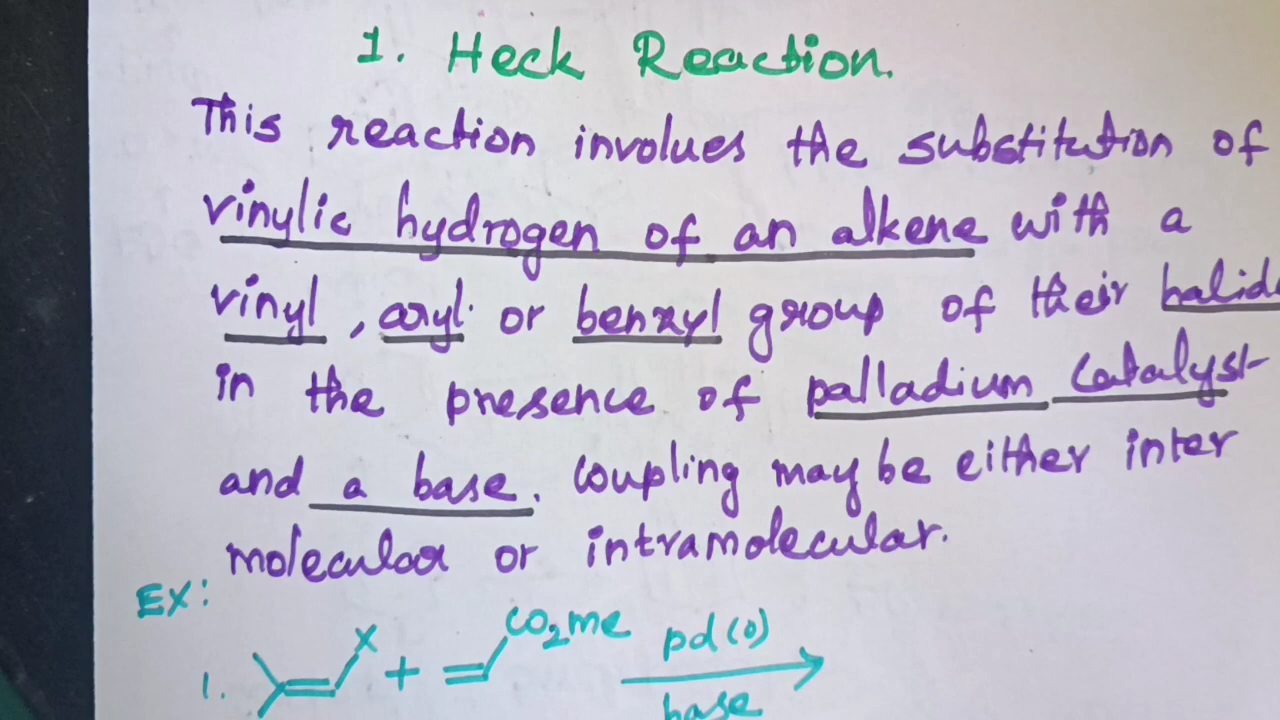 1. Heck Reaction.
This reaction involves the substitution of
vinylic hydrogen of an alkene with a
vinyl, aryl or benzyl group of their halid
in the presence of palladium catalyst
and a base. Coupling may be either inter
molecular or intramolecular.
EX:
1. X + CO2me pd(0)
base